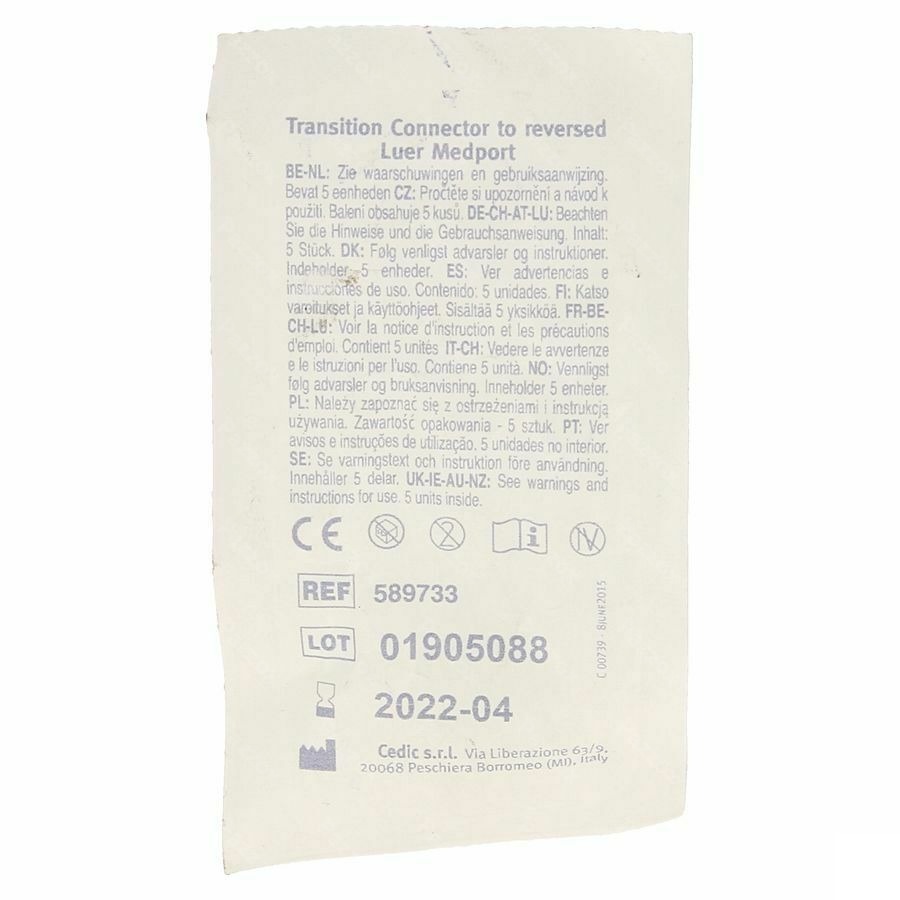 Transition Connector to reversed
Luer Medport
BE-NL: Zie waarschuwingen en gebruiksaanwijzing.
Bevat 5 eenheden CZ: Pročtěte si upozornění a návod k
použití. Balení obsahuje 5 kusů. DE-CH-AT-LU: Beachten
Sie die Hinweise und die Gebrauchsanweisung. Inhalt:
5 Stück. DK: Følg venligst advarsler og instruktioner.
Indeholder 5 enheder. ES: Ver advertencias e
instrucciones de uso. Contenido: 5 unidades. FI: Katso
varoitukset ja käyttöohjeet. Sisältää 5 yksikköä. FR-BE-
CH-LU: Voir la notice d'instruction et les précautions
d'emploi. Contient 5 unités IT-CH: Vedere le avvertenze
e le istruzioni per l'uso. Contiene 5 unità. NO: Vennligst
følg advarsler og bruksanvisning. Inneholder 5 enheter.
PL: Należy zapoznać się z ostrzeżeniami i instrukcją
używania. Zawartość opakowania - 5 sztuk. PT: Ver
avisos e instruções de utilização. 5 unidades no interior.
SE: Se varningstext och instruktion före användning.
Innehåller 5 delar. UK-IE-AU-NZ: See warnings and
instructions for use. 5 units inside.
CE 2 i
REF 589733
LOT 01905088
2022-04
Cedic s.r.l. Via Liberazione 63/9.
20068 Peschiera Borromeo (MI), Italy
C 00739 - 8JUNE2015